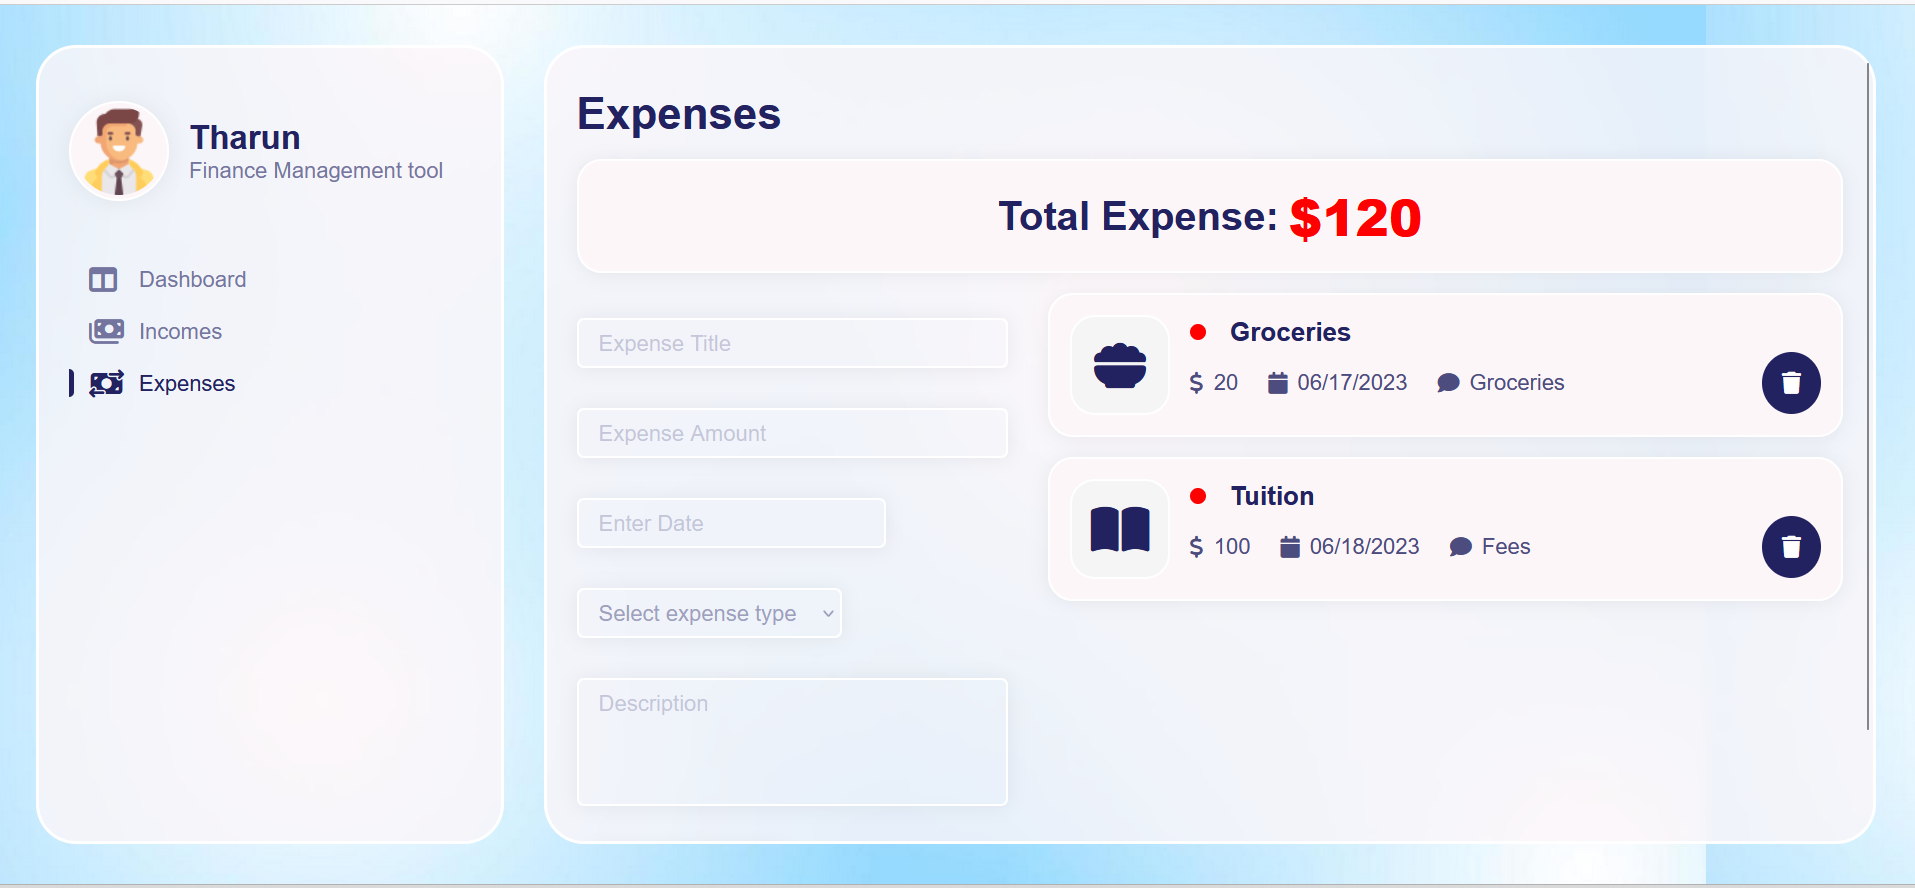 Tharun
Finance Management tool
Dashboard
Incomes
Expenses
Expenses
Total Expense: $120
Expense Title
Expense Amount
Enter Date
Select expense type
Description
Groceries
$ 20 06/17/2023 Groceries
Tuition
$ 100 06/18/2023 Fees